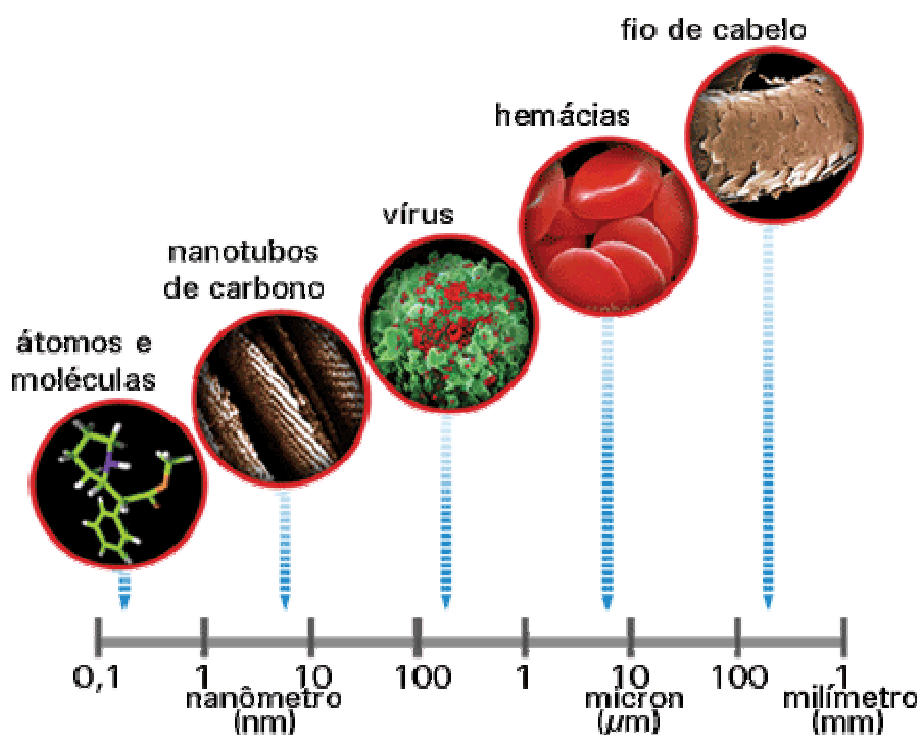 fio de cabelo
hemácias
vírus
nanotubos
de carbono
átomos e
moléculas
0,1 1 10 100 1 10 100 1
nanômetro
(nm)
mícron
(μm)
milímetro
(mm)